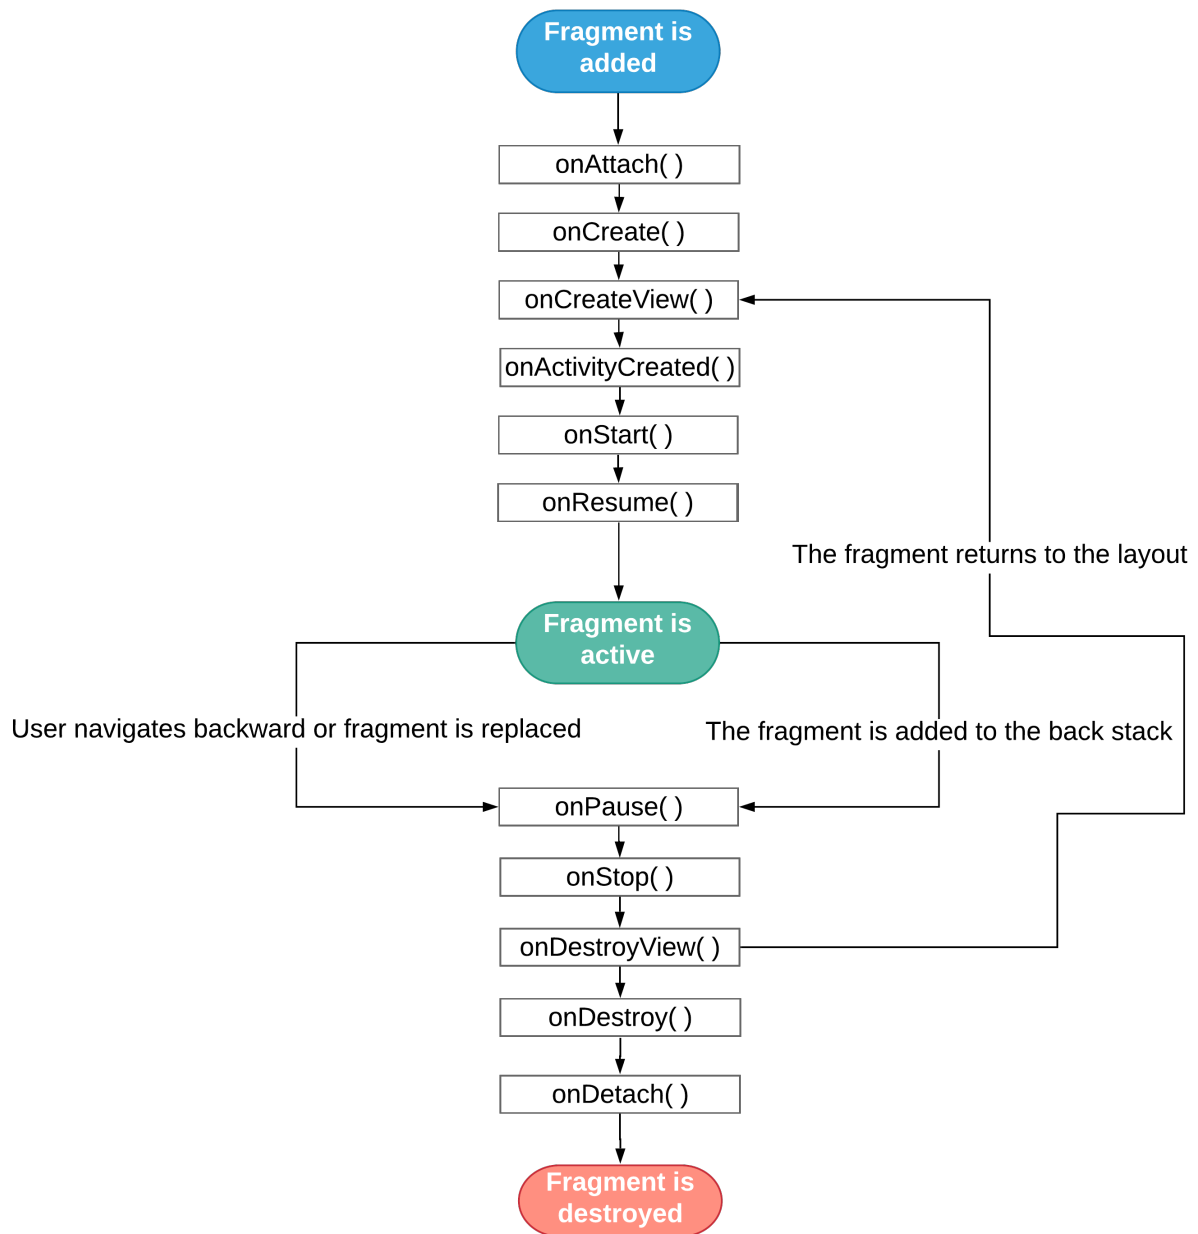 Fragment is
added
onAttach( )
onCreate( )
onCreateView( )
onActivityCreated( )
onStart( )
onResume( )
The fragment returns to the layout
Fragment is
active
User navigates backward or fragment is replaced
The fragment is added to the back stack
onPause( )
onStop( )
onDestroyView( )
onDestroy( )
onDetach( )
Fragment is
destroyed